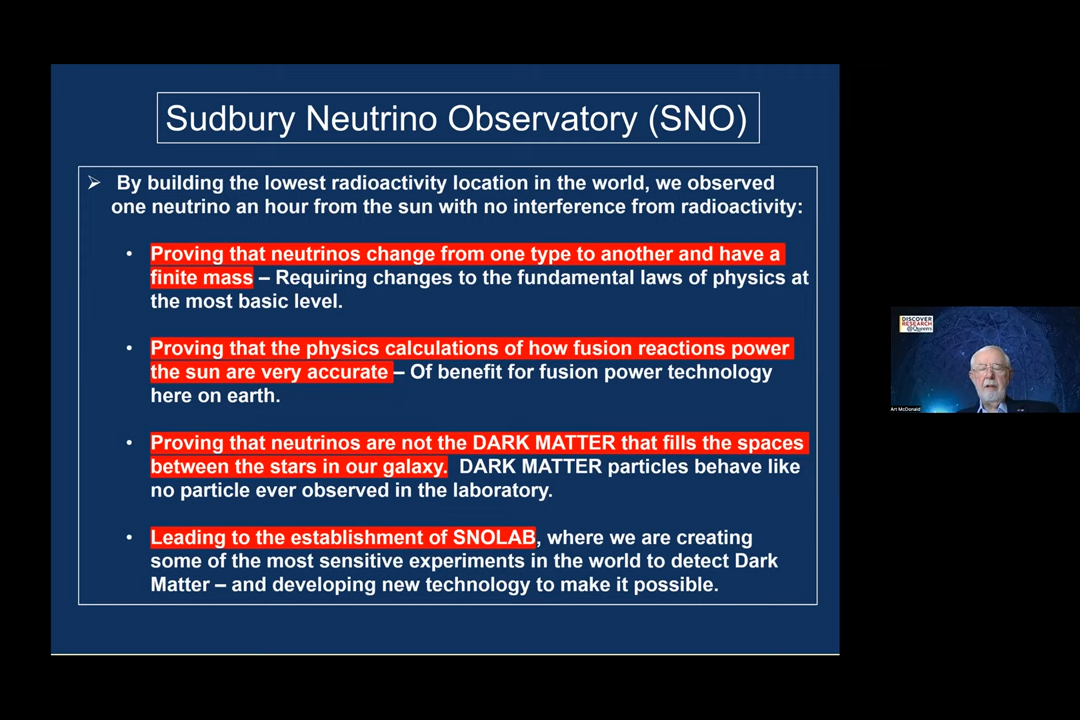 Sudbury Neutrino Observatory (SNO)
➢ By building the lowest radioactivity location in the world, we observed
one neutrino an hour from the sun with no interference from radioactivity:
• Proving that neutrinos change from one type to another and have a
finite mass – Requiring changes to the fundamental laws of physics at
the most basic level.
• Proving that the physics calculations of how fusion reactions power
the sun are very accurate – Of benefit for fusion power technology
here on earth.
• Proving that neutrinos are not the DARK MATTER that fills the spaces
between the stars in our galaxy. DARK MATTER particles behave like
no particle ever observed in the laboratory.
• Leading to the establishment of SNOLAB, where we are creating
some of the most sensitive experiments in the world to detect Dark
Matter – and developing new technology to make it possible.
DISCOVER
RESEARCH
@Queen's
Art McDonald